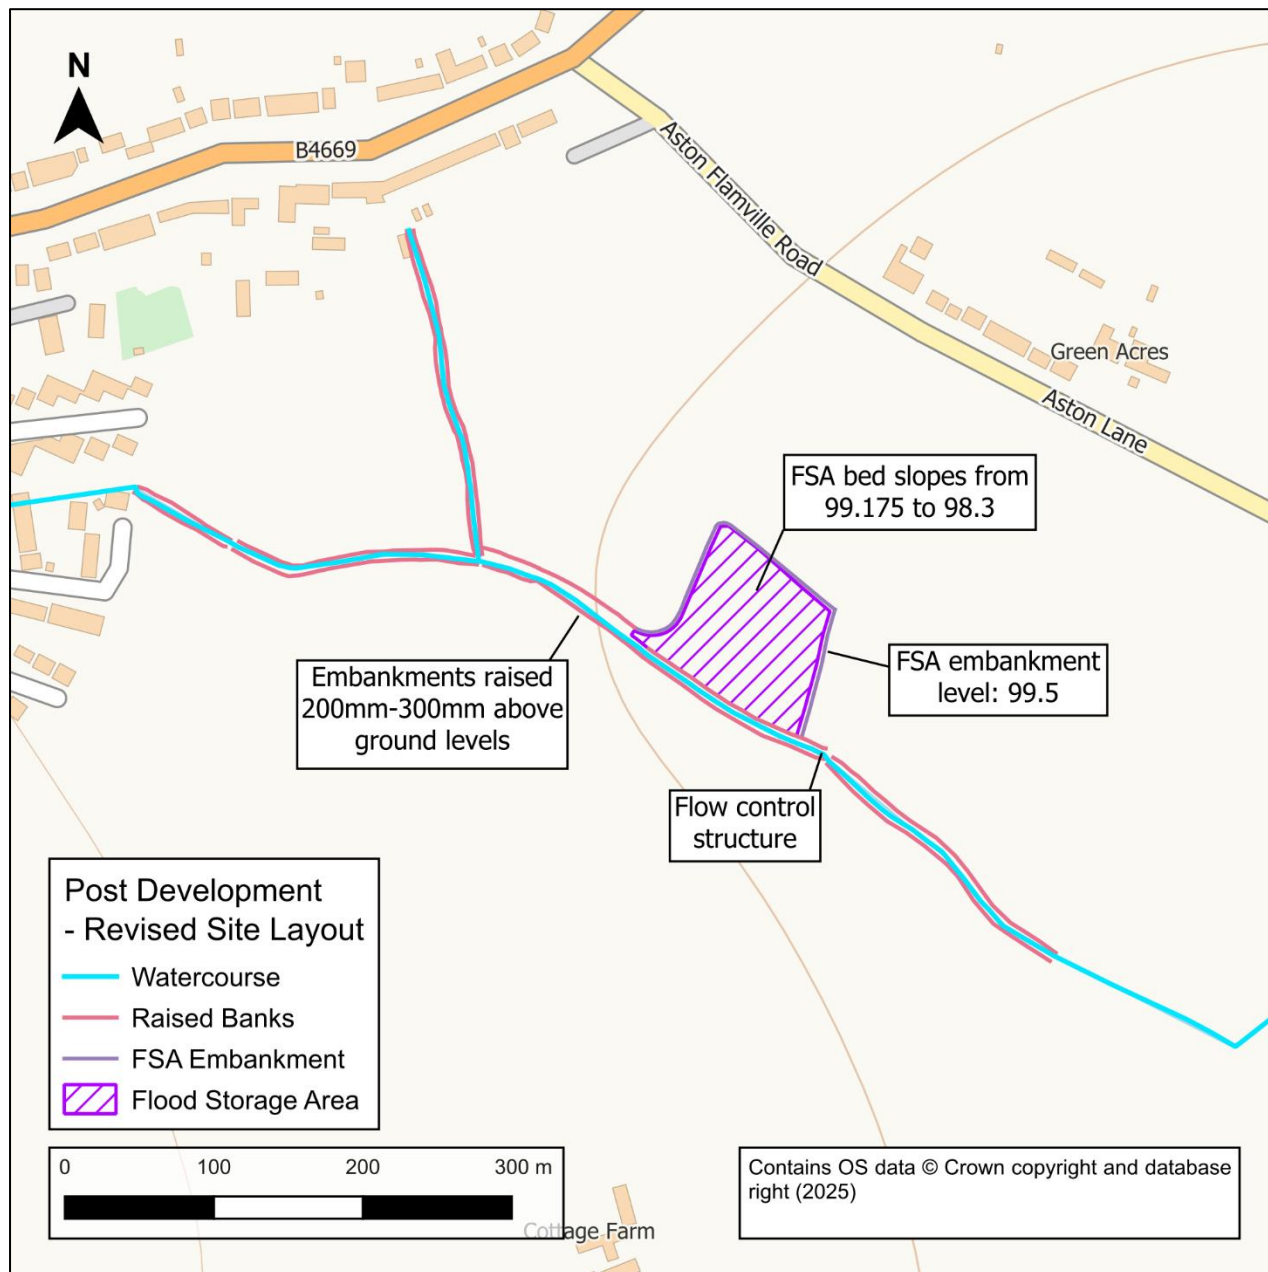 N
B4669
Aston Flamville Road
Green Acres
Aston Lane
FSA bed slopes from
99.175 to 98.3
FSA embankment
level: 99.5
Embankments raised
200mm-300mm above
ground levels
Flow control
structure
Post Development
- Revised Site Layout
Watercourse
Raised Banks
FSA Embankment
Flood Storage Area
0 100 200 300 m
Contains OS data © Crown copyright and database
right (2025)
Cottage Farm